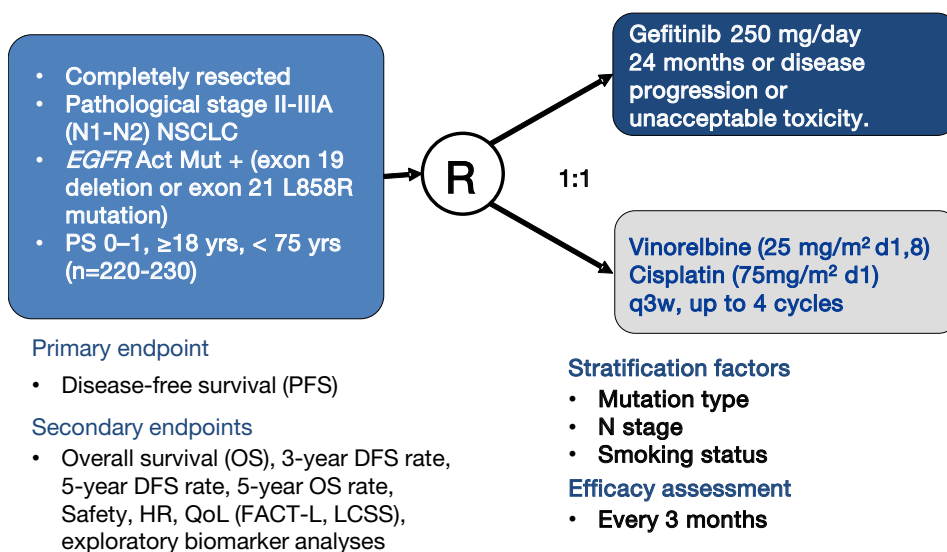 • Completely resected
• Pathological stage II-IIIA
(N1-N2) NSCLC
• EGFR Act Mut + (exon 19
deletion or exon 21 L858R
mutation)
• PS 0–1, ≥18 yrs, < 75 yrs
(n=220-230)
R
1:1
Gefitinib 250 mg/day
24 months or disease
progression or
unacceptable toxicity.
Vinorelbine (25 mg/m² d1,8)
Cisplatin (75mg/m² d1)
q3w, up to 4 cycles
Primary endpoint
• Disease-free survival (PFS)
Secondary endpoints
• Overall survival (OS), 3-year DFS rate,
5-year DFS rate, 5-year OS rate,
Safety, HR, QoL (FACT-L, LCSS),
exploratory biomarker analyses
Stratification factors
• Mutation type
• N stage
• Smoking status
Efficacy assessment
• Every 3 months